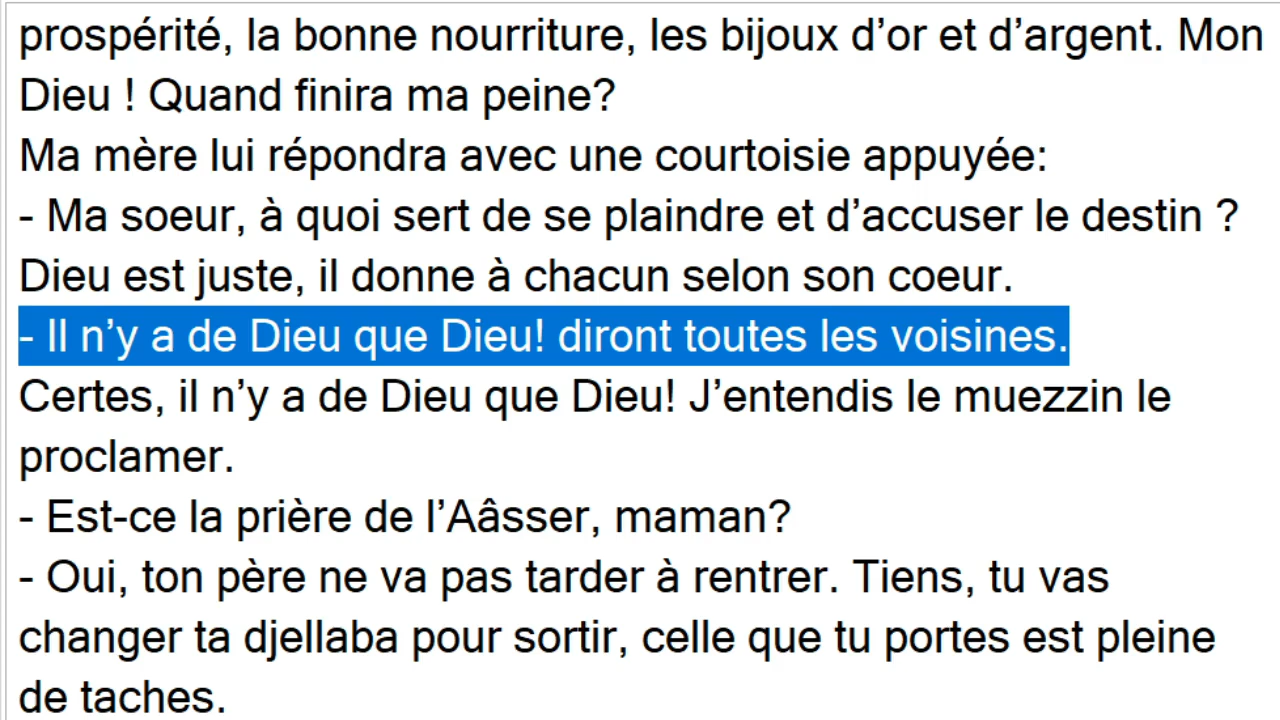 prospérité, la bonne nourriture, les bijoux d’or et d’argent. Mon
Dieu ! Quand finira ma peine?
Ma mère lui répondra avec une courtoisie appuyée:
- Ma soeur, à quoi sert de se plaindre et d’accuser le destin ?
Dieu est juste, il donne à chacun selon son coeur.
- Il n’y a de Dieu que Dieu! diront toutes les voisines.
Certes, il n’y a de Dieu que Dieu! J’entendis le muezzin le
proclamer.
- Est-ce la prière de l’Aâsser, maman?
- Oui, ton père ne va pas tarder à rentrer. Tiens, tu vas
changer ta djellaba pour sortir, celle que tu portes est pleine
de taches.